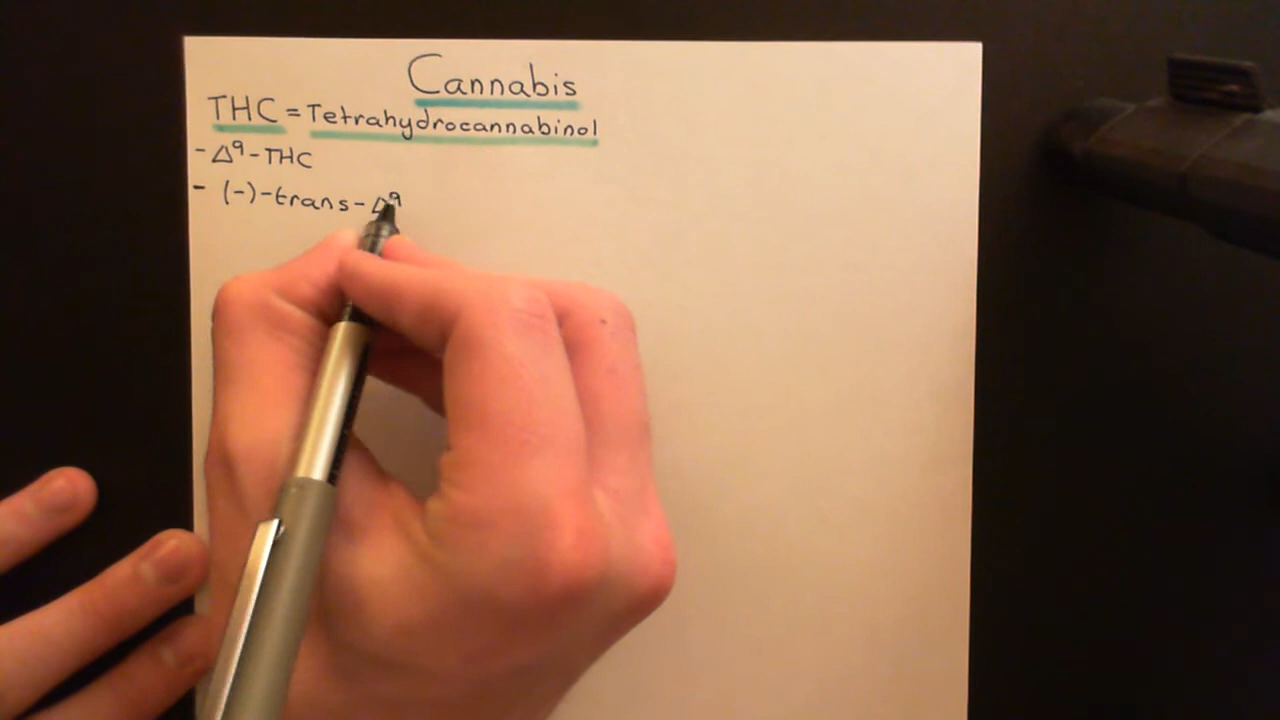 Cannabis
THC = Tetrahydrocannabinol
- Δ⁹-THC
- (-)-trans-Δ⁹